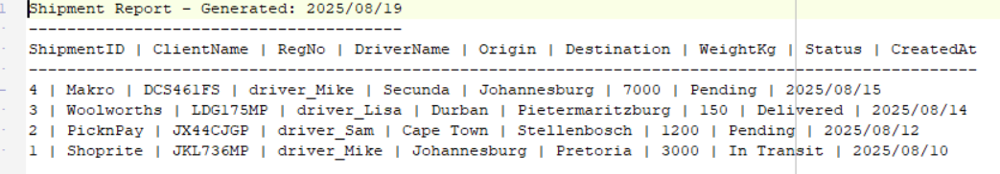 Shipment Report - Generated: 2025/08/19
---------------------------------------
ShipmentID | ClientName | RegNo | DriverName | Origin | Destination | WeightKg | Status | CreatedAt
---------------------------------------------------------------------------------------------------
4 | Makro | DCS461FS | driver_Mike | Secunda | Johannesburg | 7000 | Pending | 2025/08/15
3 | Woolworths | LDG175MP | driver_Lisa | Durban | Pietermaritzburg | 150 | Delivered | 2025/08/14
2 | PicknPay | JX44CJGP | driver_Sam | Cape Town | Stellenbosch | 1200 | Pending | 2025/08/12
1 | Shoprite | JKL736MP | driver_Mike | Johannesburg | Pretoria | 3000 | In Transit | 2025/08/10